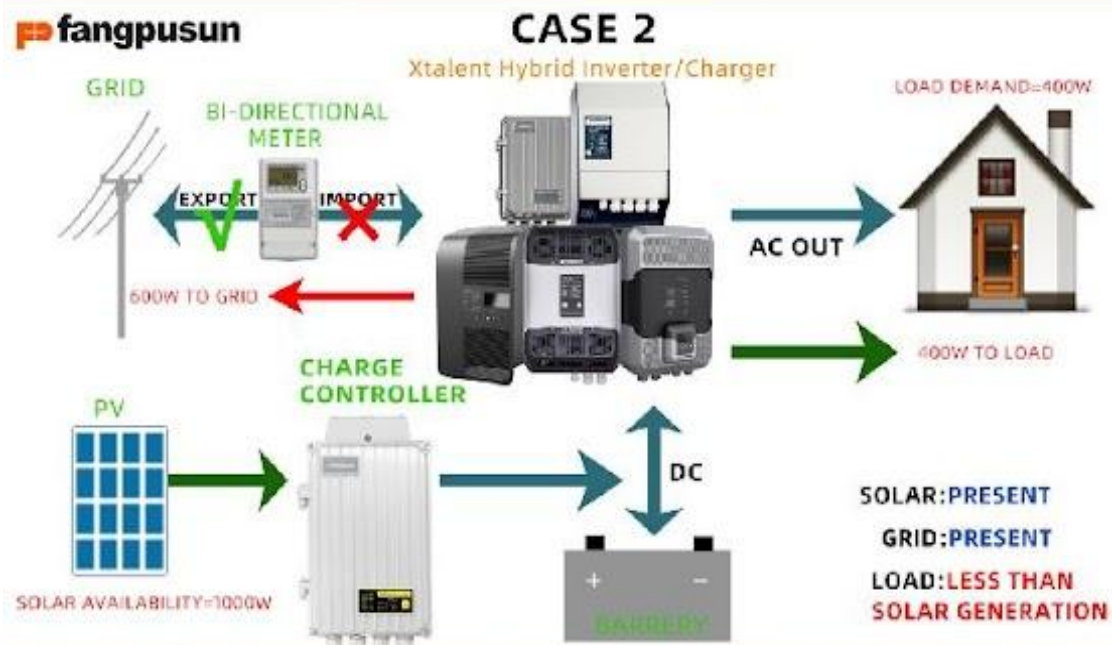 fangpusun
CASE 2
Xtalent Hybrid Inverter/Charger
GRID
BI-DIRECTIONAL
METER
EXPORT
IMPORT
LOAD DEMAND=400W
AC OUT
600W TO GRID
400W TO LOAD
CHARGE
CONTROLLER
PV
DC
SOLAR AVAILABILITY=1000W
+
−
BARRERY
SOLAR:PRESENT
GRID:PRESENT
LOAD:LESS THAN
SOLAR GENERATION